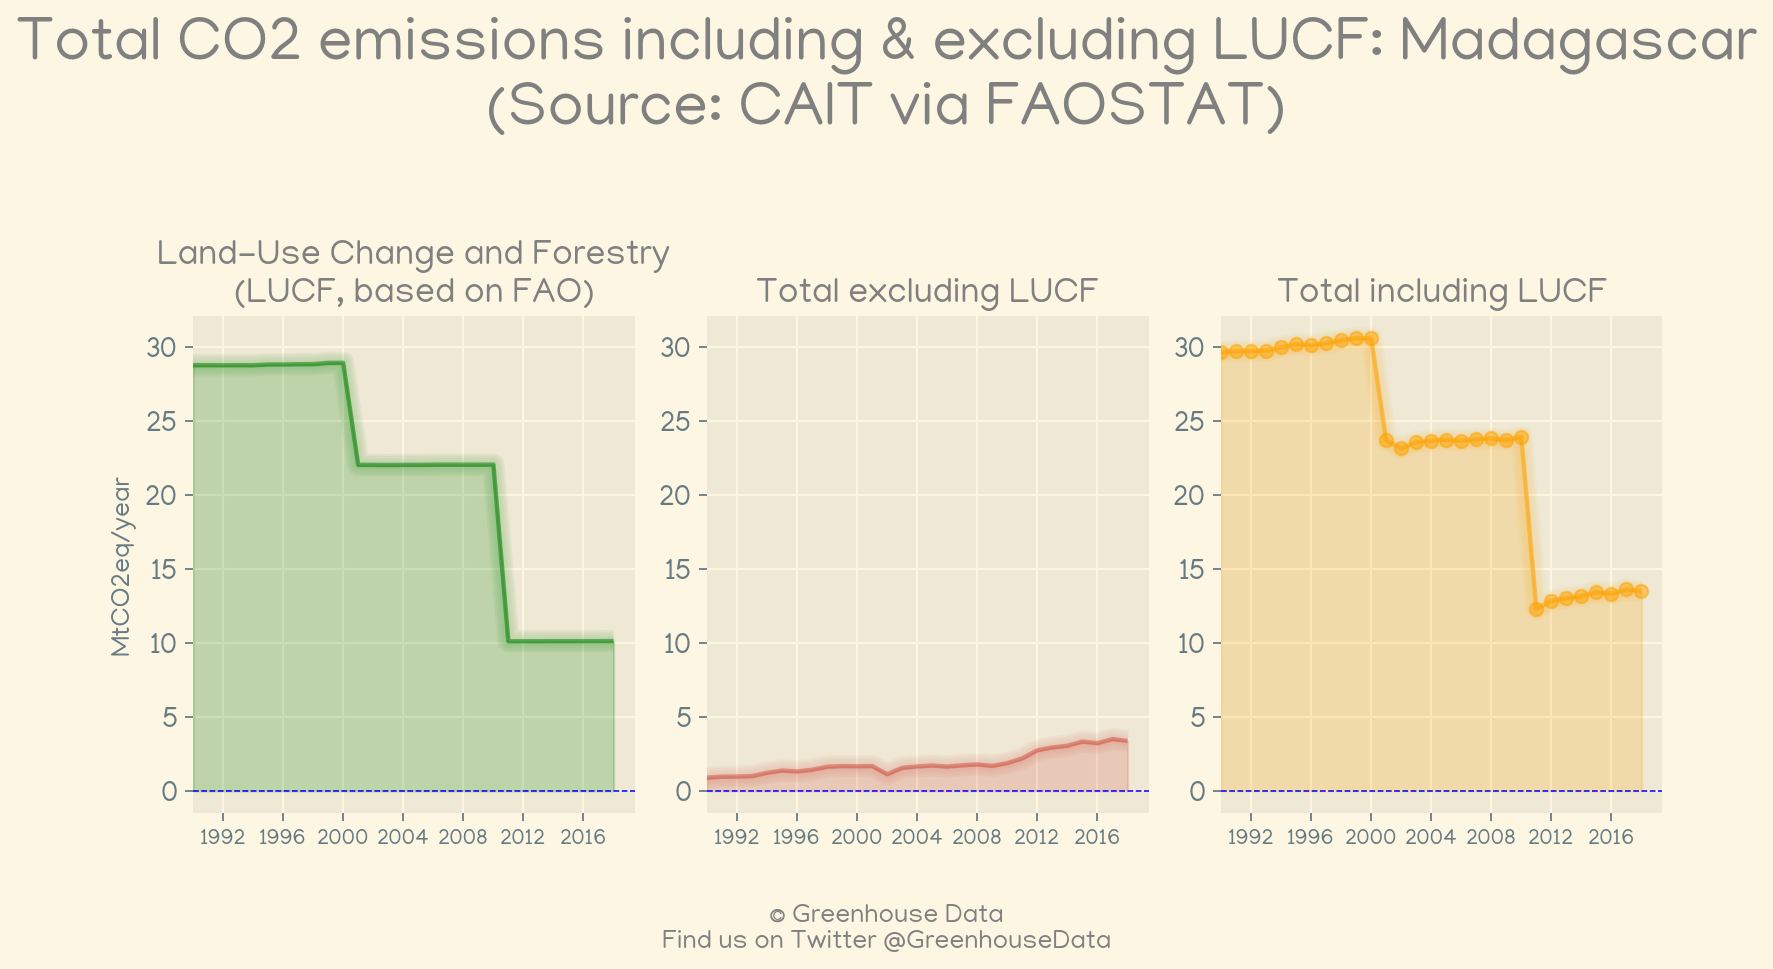 Total CO2 emissions including & excluding LUCF: Madagascar
(Source: CAIT via FAOSTAT)
Land-Use Change and Forestry
(LUCF, based on FAO)
MtCO2eq/year
30
25
20
15
10
5
0
1992 1996 2000 2004 2008 2012 2016
Total excluding LUCF
30
25
20
15
10
5
0
1992 1996 2000 2004 2008 2012 2016
Total including LUCF
30
25
20
15
10
5
0
1992 1996 2000 2004 2008 2012 2016
© Greenhouse Data
Find us on Twitter @GreenhouseData